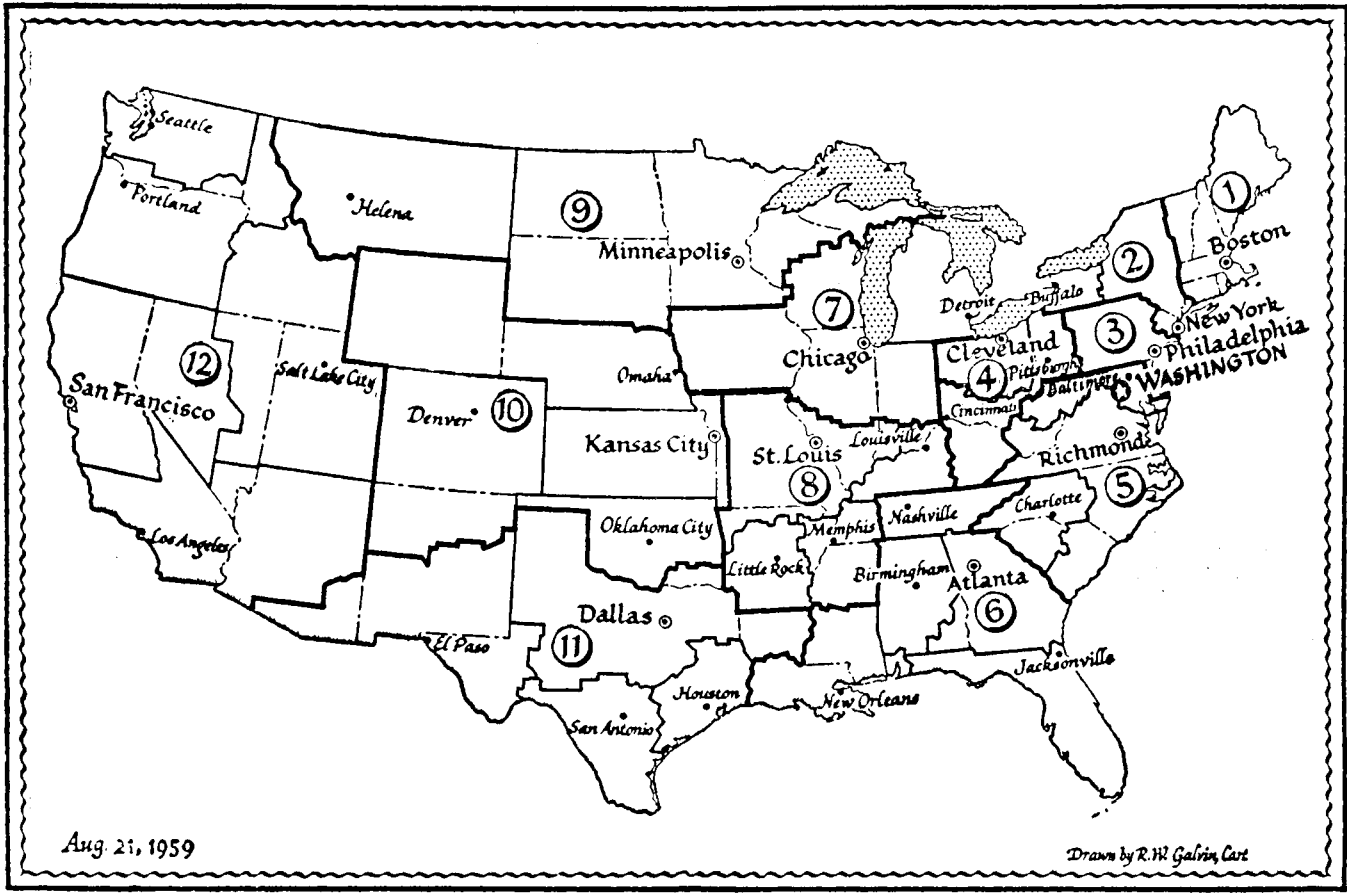 Seattle
Portland
Helena
9
Minneapolis
1
Boston
2
Detroit
Buffalo
7
New York
3
Philadelphia
Chicago
Cleveland
Pittsburgh
WASHINGTON
Baltimore
4
Cincinnati
12
Salt Lake City
Omaha
San Francisco
Denver
10
Kansas City
St. Louis
Louisville
Richmond
8
5
Nashville
Charlotte
Memphis
Oklahoma City
Los Angeles
Little Rock
Birmingham
Atlanta
6
Dallas
11
El Paso
Jacksonville
Houston
New Orleans
San Antonio
Aug. 21, 1959
Drawn by R.W. Galvin, Cart